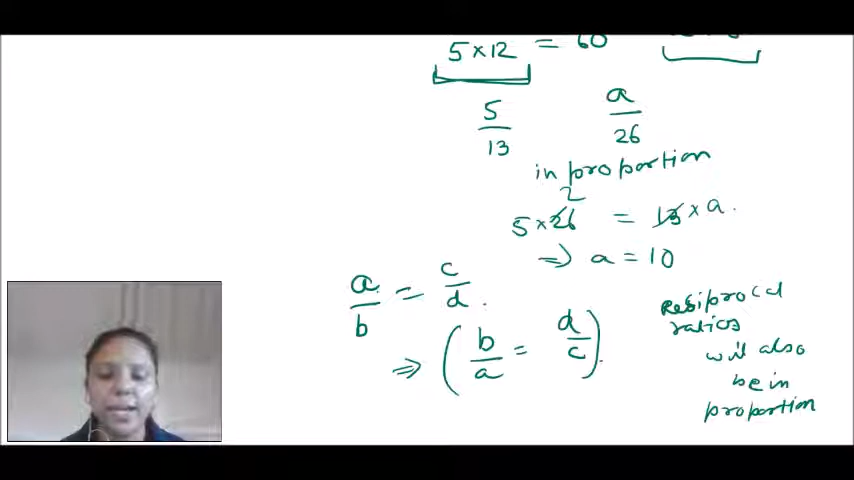 5 × 12 = 60
5/13 a/26
in proportion
2
5 × 26 = 13 × a.
⇒ a = 10
a/b = c/d.
⇒ (b/a = d/c).
Resiprocal
ratios
will also
be in
proportion